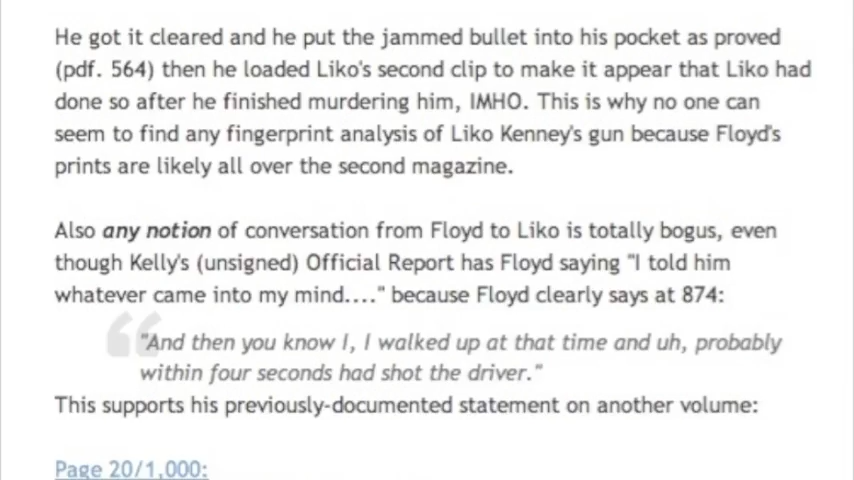 He got it cleared and he put the jammed bullet into his pocket as proved
(pdf. 564) then he loaded Liko's second clip to make it appear that Liko had
done so after he finished murdering him, IMHO. This is why no one can
seem to find any fingerprint analysis of Liko Kenney's gun because Floyd's
prints are likely all over the second magazine.
Also any notion of conversation from Floyd to Liko is totally bogus, even
though Kelly's (unsigned) Official Report has Floyd saying "I told him
whatever came into my mind...." because Floyd clearly says at 874:
"And then you know I, I walked up at that time and uh, probably
within four seconds had shot the driver."
This supports his previously-documented statement on another volume:
Page 20/1,000: